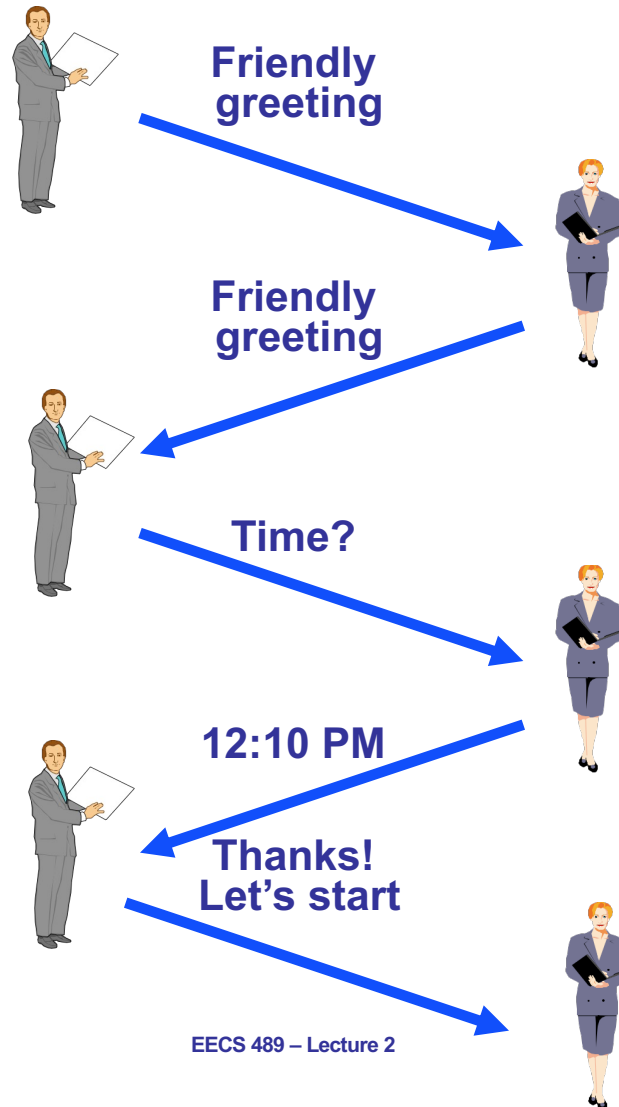 Friendly
greeting
Friendly
greeting
Time?
12:10 PM
Thanks!
Let’s start
EECS 489 – Lecture 2